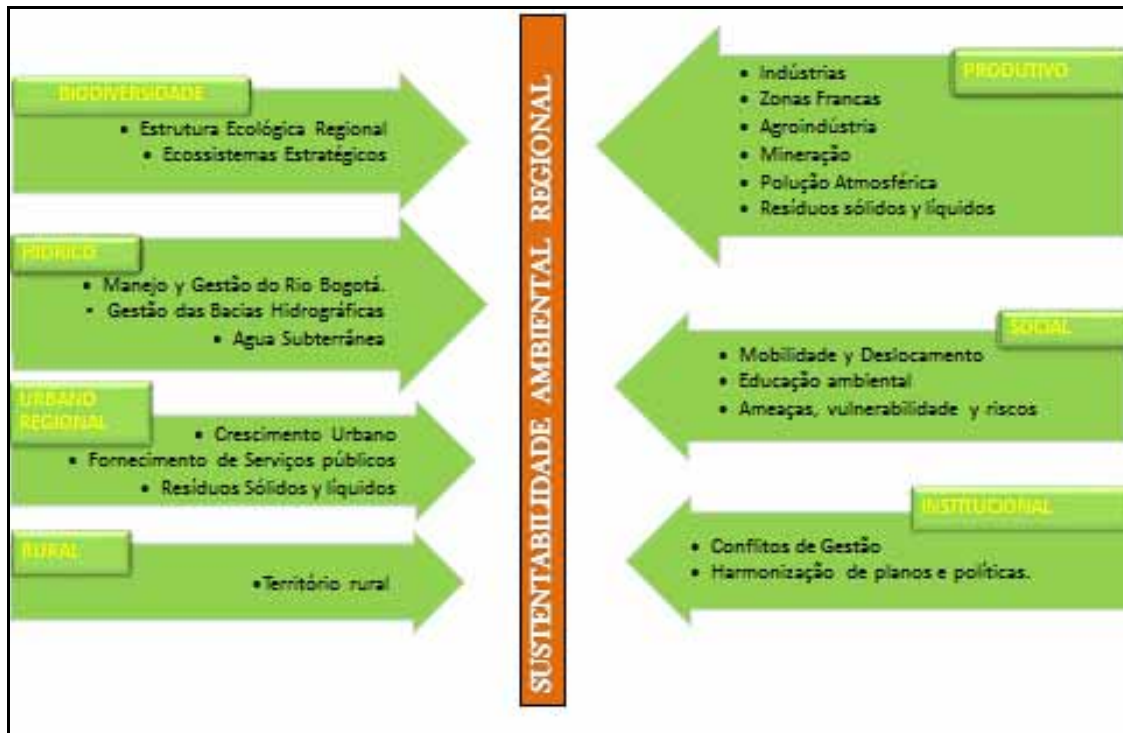 BIODIVERSIDADE
• Estrutura Ecológica Regional
• Ecossistemas Estratégicos
HÍDRICO
• Manejo y Gestão do Rio Bogotá.
• Gestão das Bacias Hidrográficas
• Agua Subterrânea
URBANO
REGIONAL
• Crescimento Urbano
• Fornecimento de Serviços públicos
• Resíduos Sólidos y líquidos
RURAL
•Território rural
SUSTENTABILIDADE AMBIENTAL REGIONAL
PRODUTIVO
• Indústrias
• Zonas Francas
• Agroindústria
• Mineração
• Polução Atmosférica
• Resíduos sólidos y líquidos
SOCIAL
• Mobilidade y Deslocamento
• Educação ambiental
• Ameaças, vulnerabilidade y riscos
INSTITUCIONAL
• Conflitos de Gestão
• Harmonização de planos e políticas.